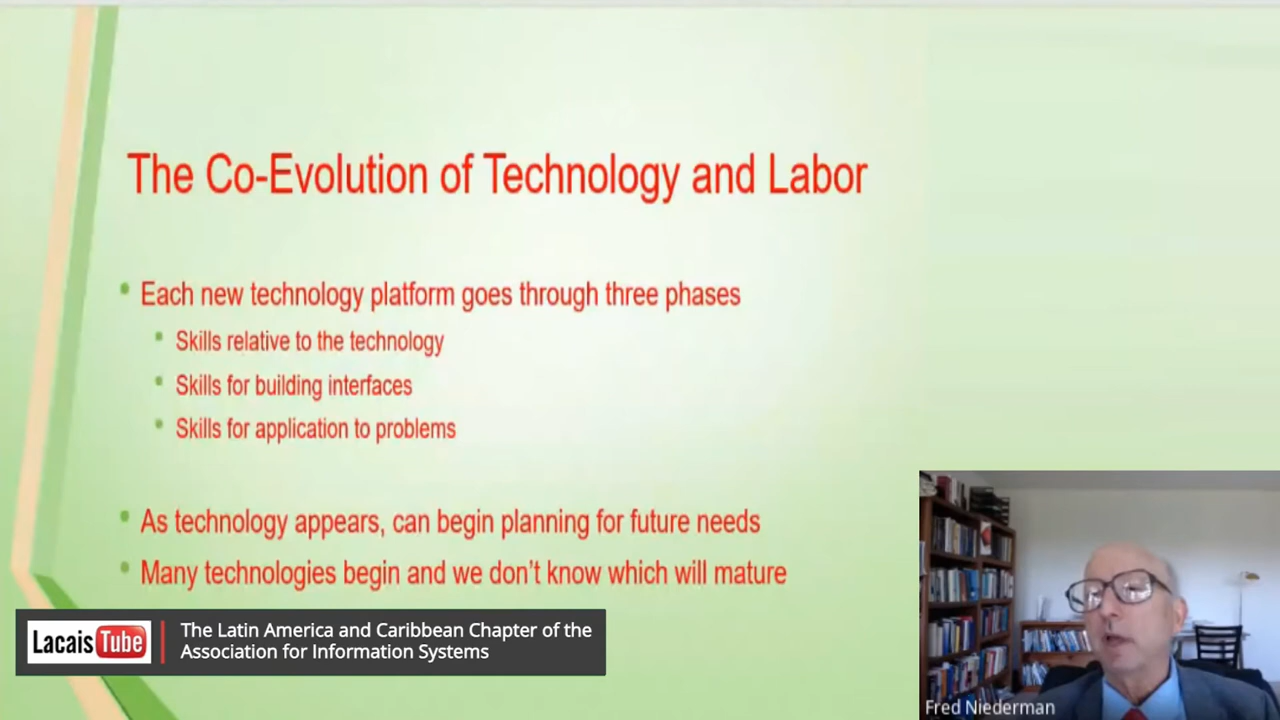 The Co-Evolution of Technology and Labor
Each new technology platform goes through three phases
Skills relative to the technology
Skills for building interfaces
Skills for application to problems
As technology appears, can begin planning for future needs
Many technologies begin and we don't know which will mature
LacaisTube
The Latin America and Caribbean Chapter of the
Association for Information Systems
Fred Niederman